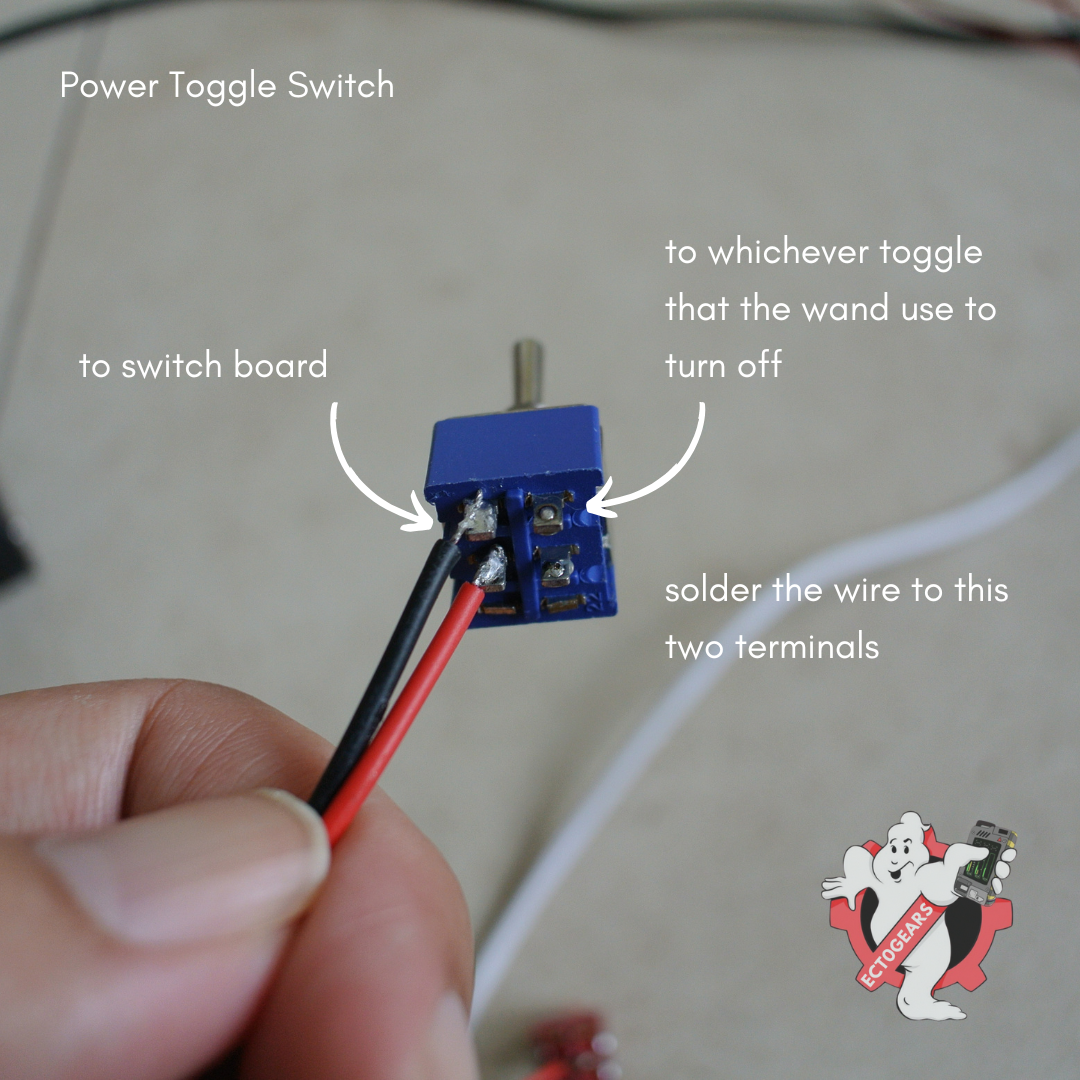 Power Toggle Switch
to whichever toggle
that the wand use to
turn off
to switch board
solder the wire to this
two terminals
ECTOGEARS